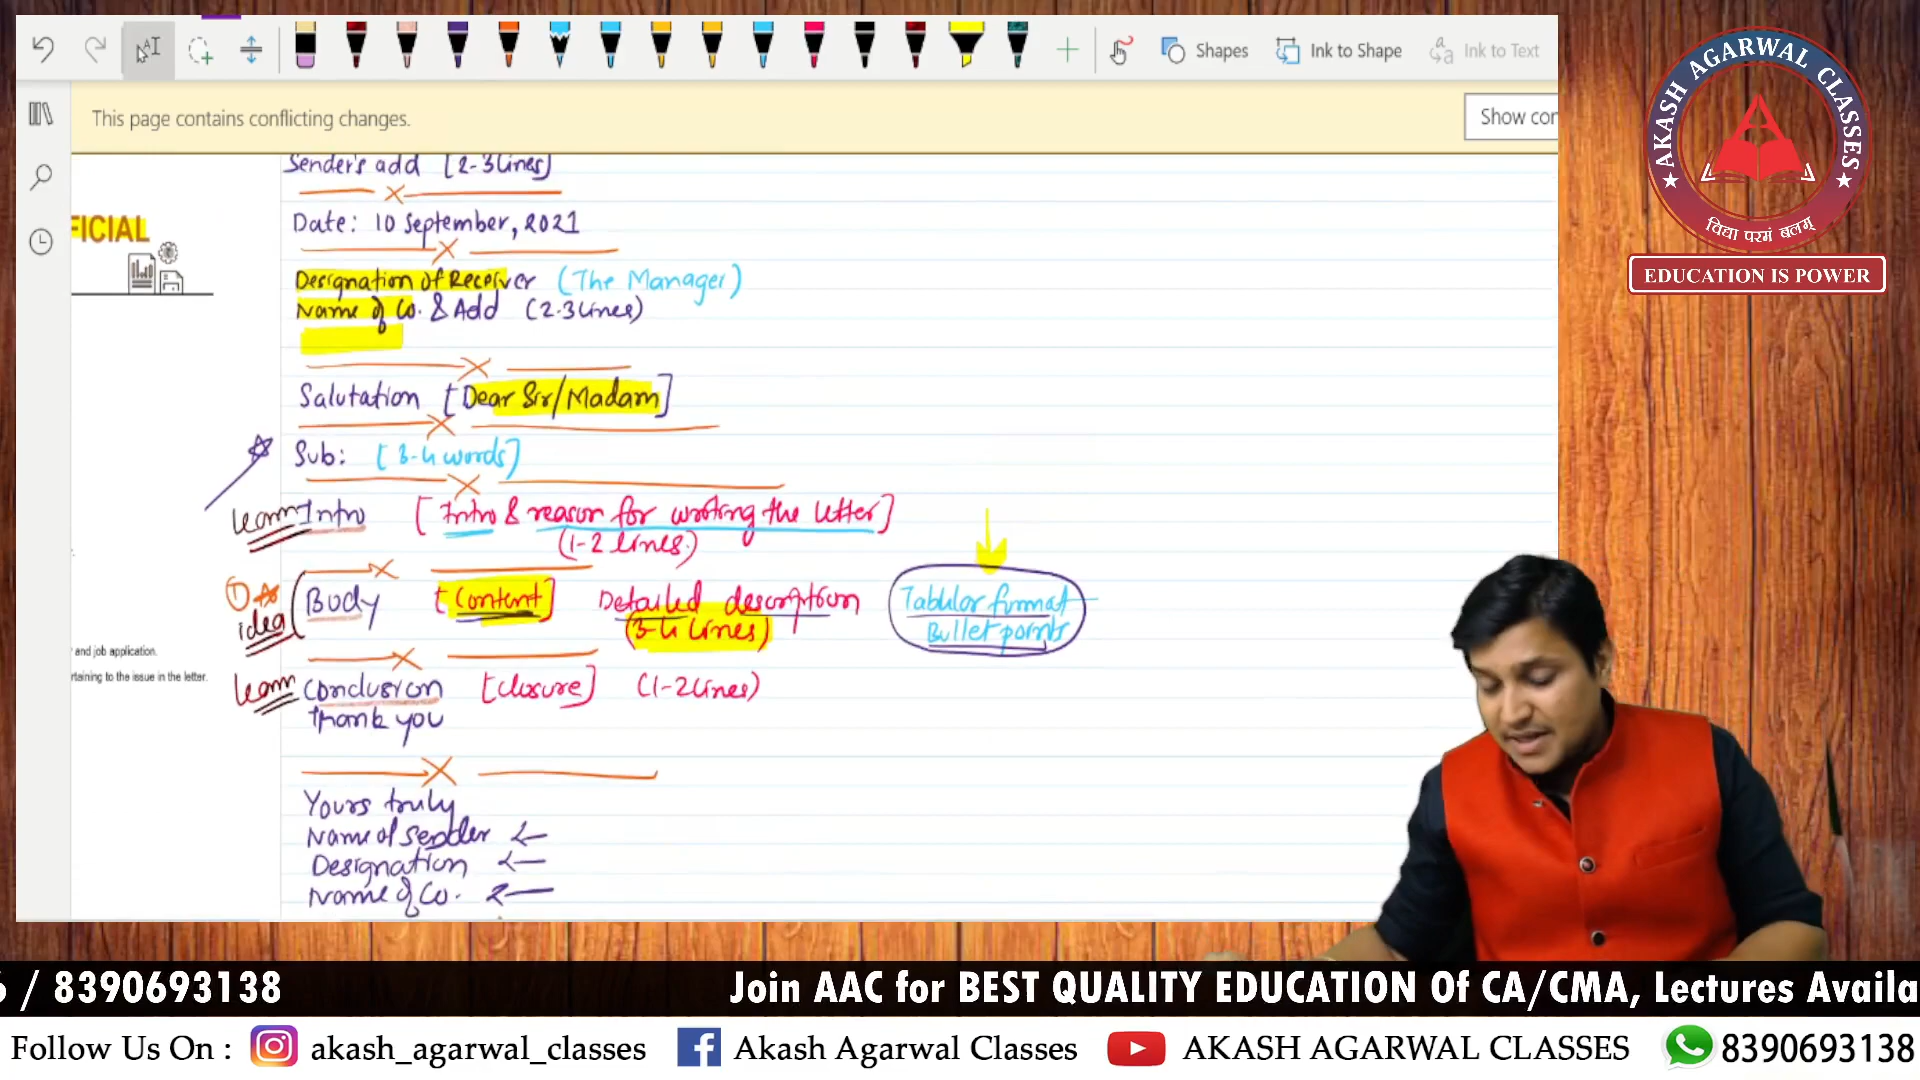 Shapes
Ink to Shape
Ink to Text
This page contains conflicting changes.
Show con
Sender's add [2-3 lines]
Date: 10 September, 2021
FICIAL
Designation of Receiver (The Manager)
Name of Co. & Add (2-3 lines)
Salutation [Dear Sir/Madam]
Sub: [3-4 words]
learn Intro [Intro & reason for writing the letter]
(1-2 lines)
① idea Body [Content] Detailed description
(3-4 lines)
Tabular format
Bullet points
and job application.
rtaining to the issue in the letter.
learn Conclusion [closure] (1-2 lines)
Thank you
Yours truly
Name of Sender
Designation
Name of Co.
AKASH AGARWAL CLASSES
विद्या परमं बलम्
EDUCATION IS POWER
6 / 8390693138
Join AAC for BEST QUALITY EDUCATION Of CA/CMA, Lectures Availa
Follow Us On : akash_agarwal_classes Akash Agarwal Classes AKASH AGARWAL CLASSES 8390693138